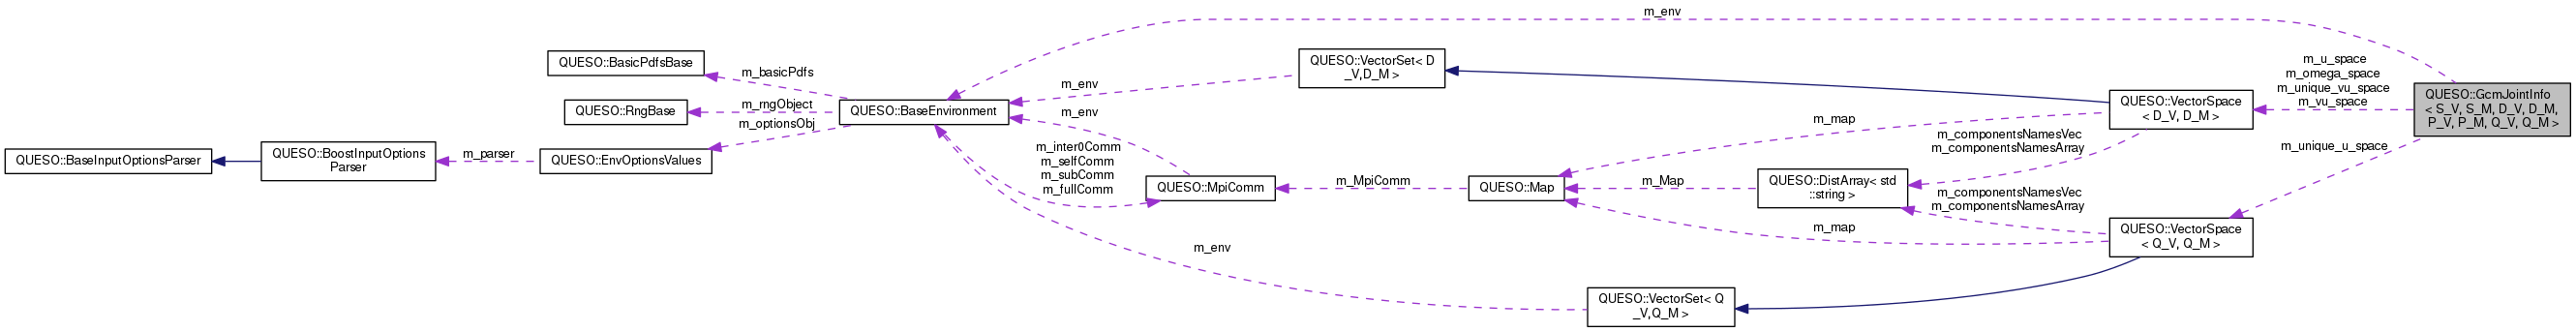 m_env
QUESO::BasicPdfsBase
m_basicPdfs
QUESO::RngBase
m_rngObject
m_optionsObj
QUESO::BaseEnvironment
QUESO::BaseInputOptionsParser
QUESO::BoostInputOptions
Parser
m_parser
QUESO::EnvOptionsValues
m_env
m_env
m_inter0Comm
m_selfComm
m_subComm
m_fullComm
QUESO::MpiComm
m_env
QUESO::VectorSet< D
_V,D_M >
m_MpiComm
QUESO::Map
m_map
m_Map
m_map
QUESO::DistArray< std
::string >
m_componentsNamesVec
m_componentsNamesArray
m_componentsNamesVec
m_componentsNamesArray
QUESO::VectorSet< Q
_V,Q_M >
QUESO::VectorSpace
< D_V, D_M >
QUESO::VectorSpace
< Q_V, Q_M >
m_u_space
m_omega_space
m_unique_vu_space
m_vu_space
m_unique_u_space
QUESO::GcmJointInfo
< S_V, S_M, D_V, D_M,
P_V, P_M, Q_V, Q_M >